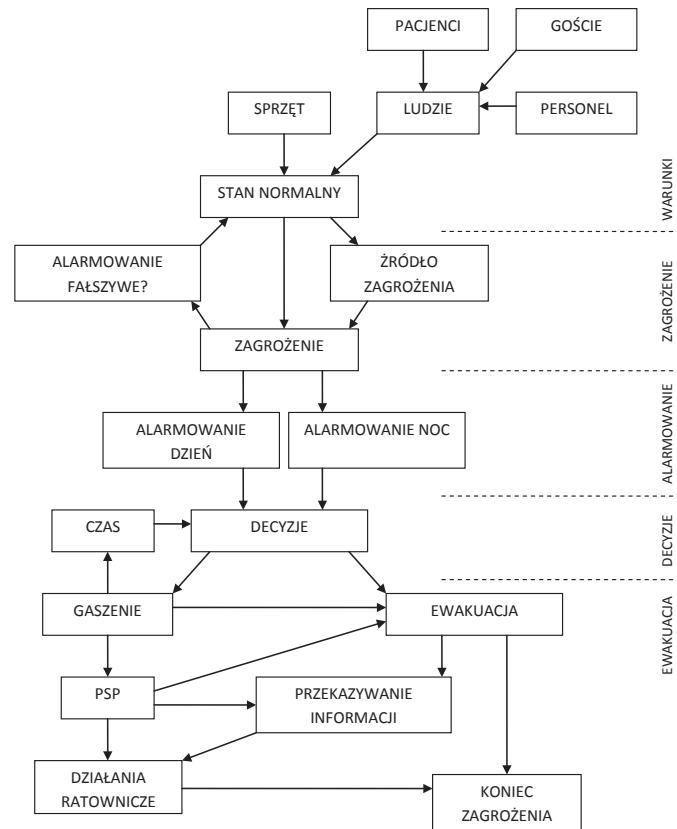 PACJENCI
GOŚCIE
SPRZĘT
LUDZIE
PERSONEL
STAN NORMALNY
WARUNKI
ALARMOWANIE
FAŁSZYWE?
ŹRÓDŁO
ZAGROŻENIA
ZAGROŻENIE
ZAGROŻENIE
ALARMOWANIE
DZIEŃ
ALARMOWANIE NOC
ALARMOWANIE
CZAS
DECYZJE
DECYZJE
GASZENIE
EWAKUACJA
EWAKUACJA
PSP
PRZEKAZYWANIE
INFORMACJI
DZIAŁANIA
RATOWNICZE
KONIEC
ZAGROŻENIA